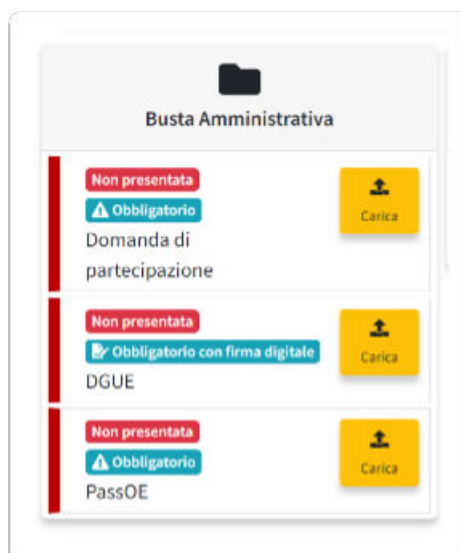 Busta Amministrativa
Non presentata
Obbligatorio
Carica
Domanda di
partecipazione
Non presentata
Obbligatorio con firma digitale
Carica
DGUE
Non presentata
Obbligatorio
Carica
PassOE